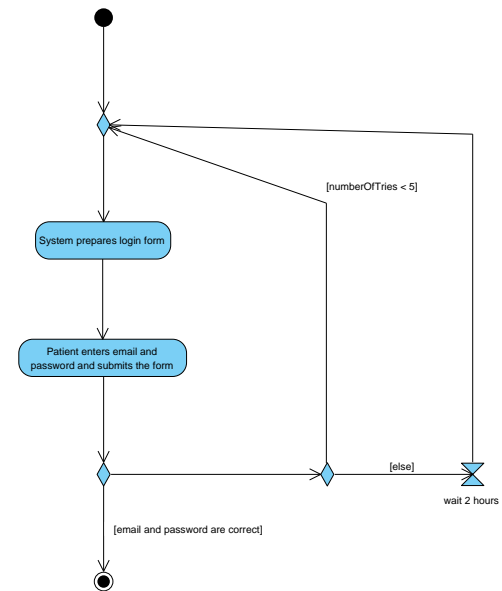 [numberOfTries < 5]
System prepares login form
Patient enters email and
password and submits the form
[else]
wait 2 hours
[email and password are correct]